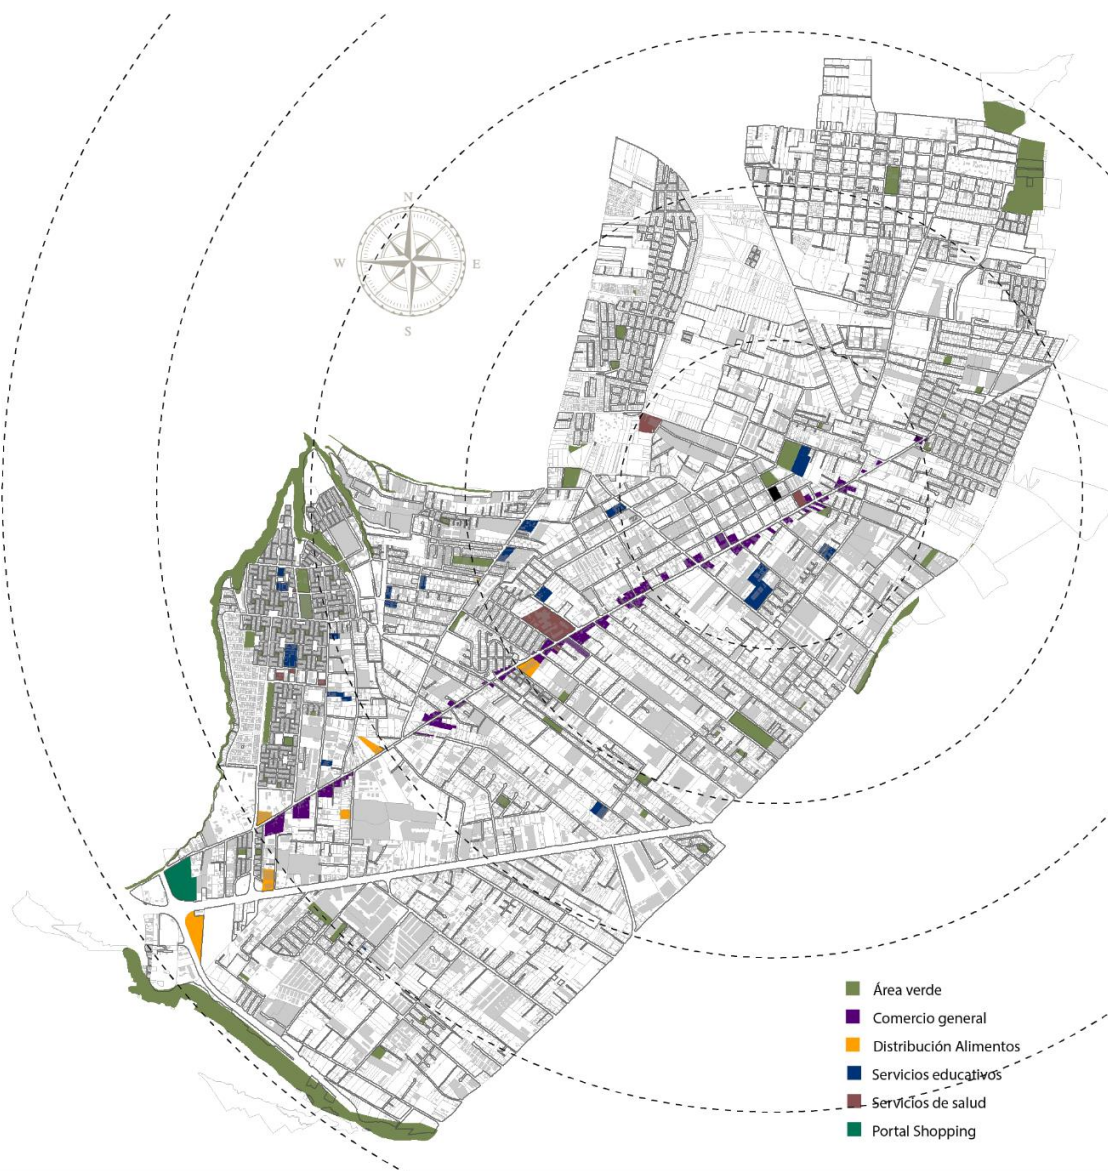 N
W E
S
Área verde
Comercio general
Distribución Alimentos
Servicios educativos
Servicios de salud
Portal Shopping